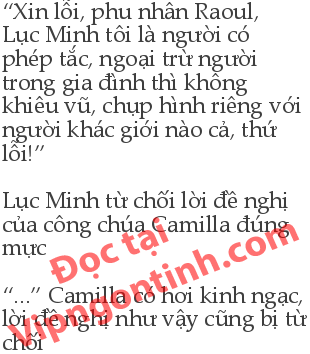 “Xin lỗi, phu nhân Raoul,
Lục Minh tôi là người có
phép tắc, ngoại trừ người
trong gia đình thì không
khiêu vũ, chụp hình riêng với
người khác giới nào cả, thứ
lỗi!”
Lục Minh từ chối lời đề nghị
của công chúa Camilla đúng
mực
“...” Camilla có hơi kinh ngạc,
lời đề nghị như vậy cũng bị từ
chối
Đọc tại
Vipngontinh.com